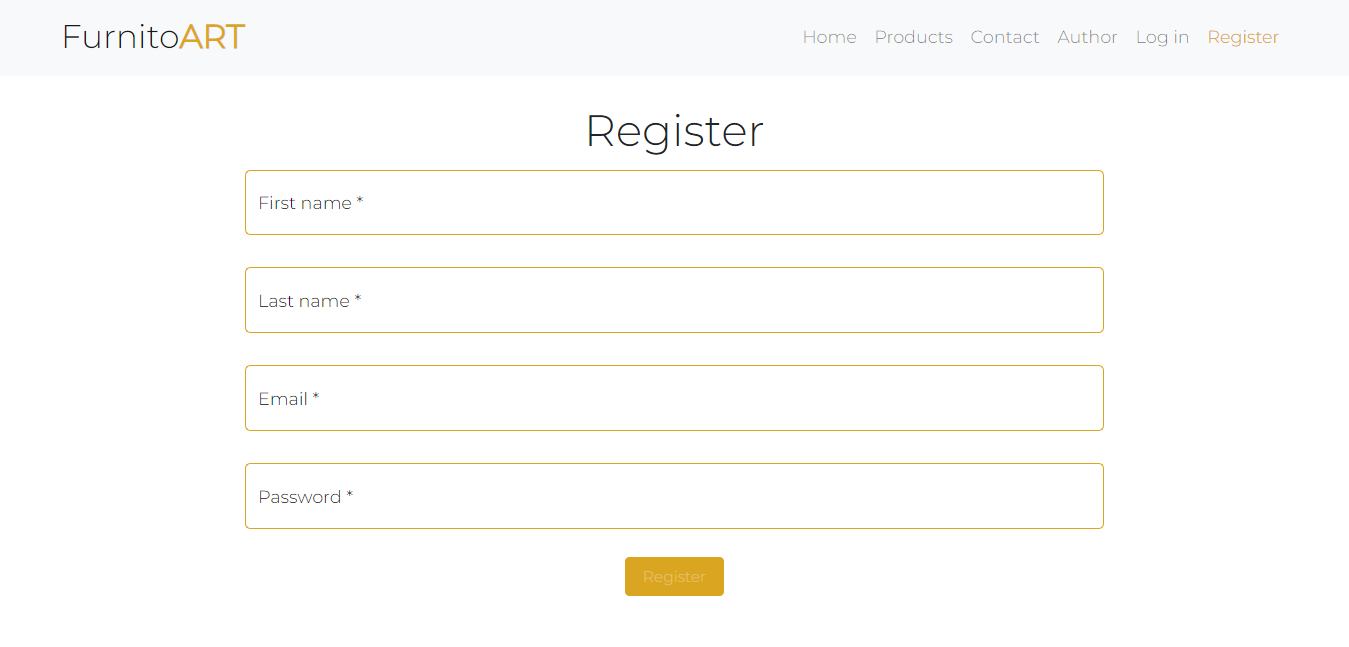 FurnitoART Home Products Contact Author Log in Register
Register
First name *
Last name *
Email *
Password *
Register